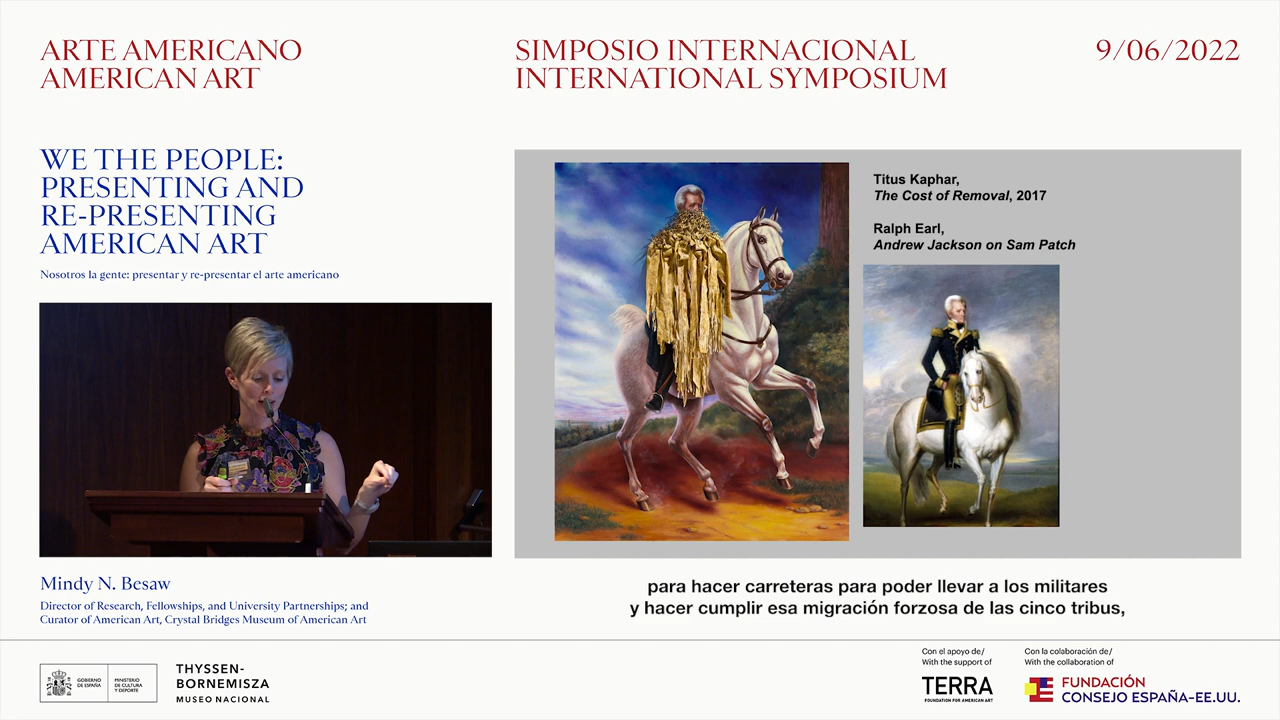 ARTE AMERICANO
AMERICAN ART
SIMPOSIO INTERNACIONAL
INTERNATIONAL SYMPOSIUM
9/06/2022
WE THE PEOPLE:
PRESENTING AND
RE-PRESENTING
AMERICAN ART
Nosotros la gente: presentar y re-presentar el arte americano
Titus Kaphar,
The Cost of Removal, 2017
Ralph Earl,
Andrew Jackson on Sam Patch
Mindy N. Besaw
Director of Research, Fellowships, and University Partnerships; and
Curator of American Art, Crystal Bridges Museum of American Art
para hacer carreteras para poder llevar a los militares
y hacer cumplir esa migración forzosa de las cinco tribus,
GOBIERNO
DE ESPAÑA
MINISTERIO
DE CULTURA
Y DEPORTE
THYSSEN-
BORNEMISZA
MUSEO NACIONAL
Con el apoyo de/
With the support of
TERRA
FOUNDATION FOR AMERICAN ART
Con la colaboración de/
With the collaboration of
FUNDACIÓN
CONSEJO ESPAÑA-EE.UU.